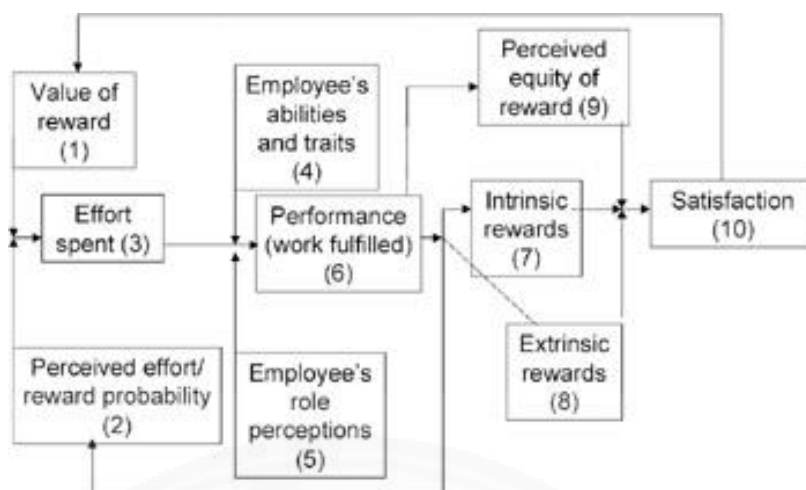 Value of
reward
(1)
Effort
spent (3)
Perceived effort/
reward probability
(2)
Employee's
abilities
and traits
(4)
Performance
(work fulfilled)
(6)
Employee's
role
perceptions
(5)
Perceived
equity of
reward (9)
Intrinsic
rewards
(7)
Extrinsic
rewards
(8)
Satisfaction
(10)